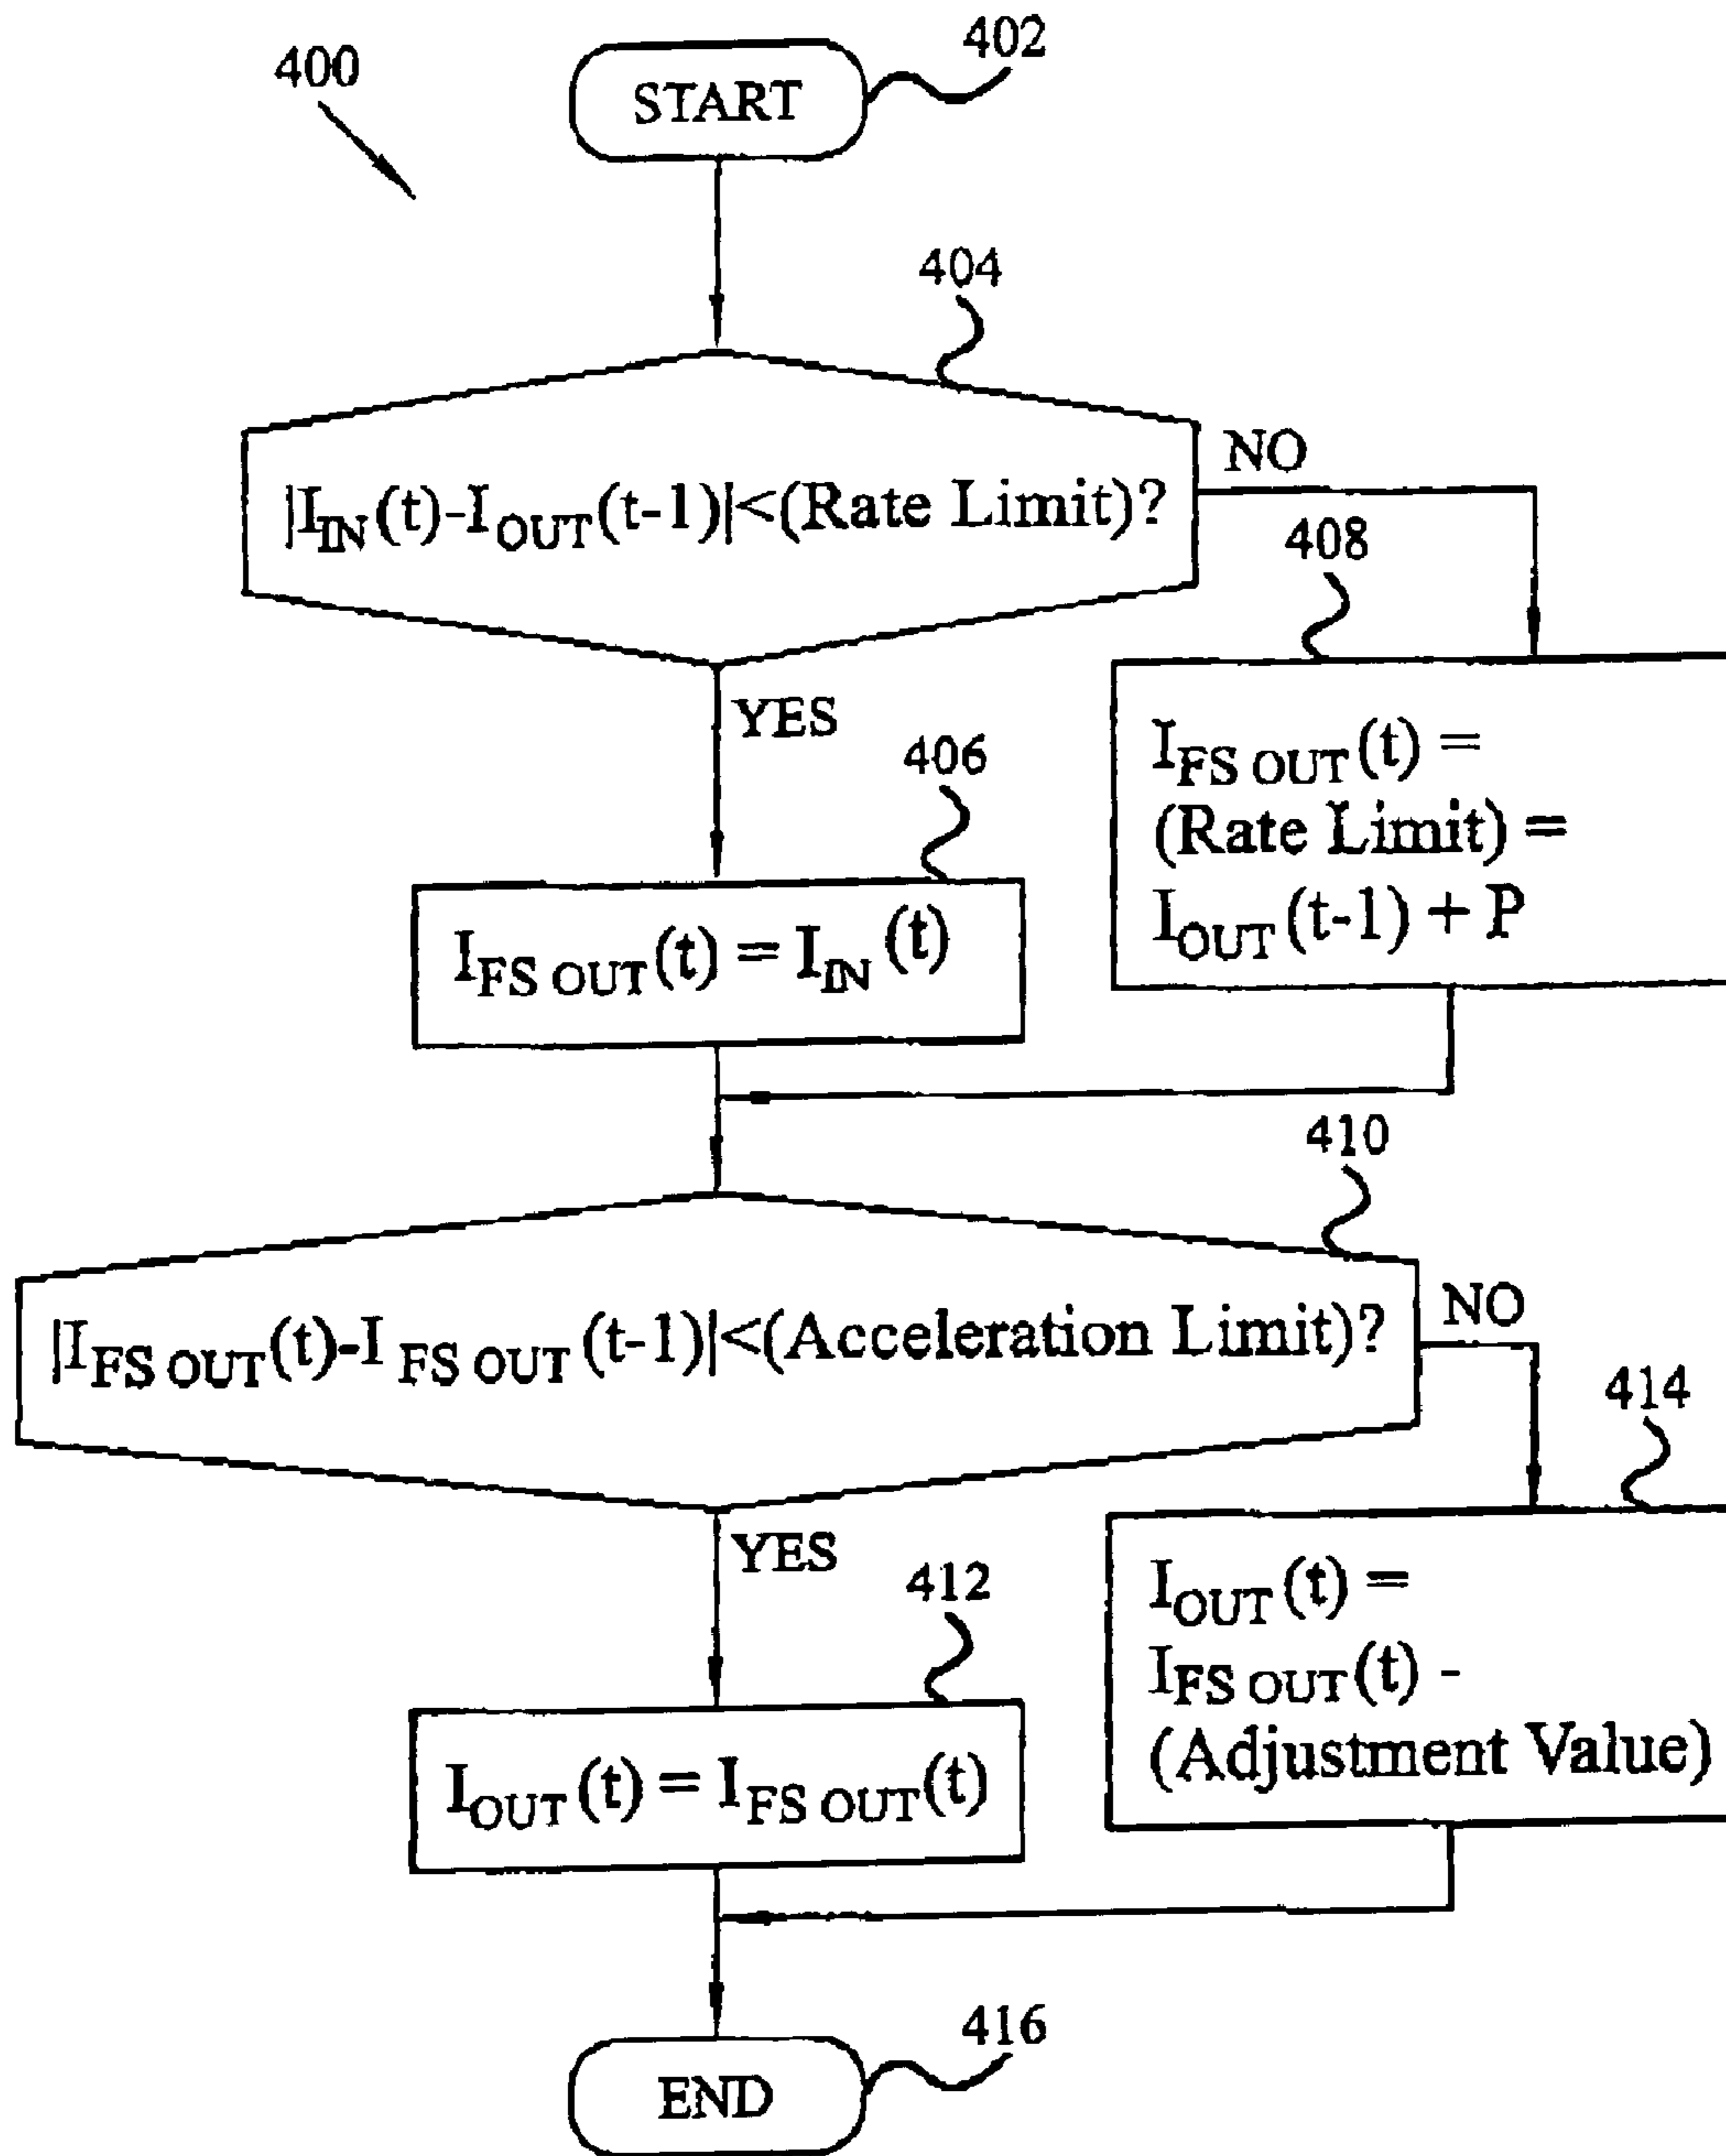 400
402
START
404
|I_IN(t)-I_OUT(t-1)|<(Rate Limit)?
NO
YES
408
I_FS OUT(t) =
(Rate Limit) =
I_OUT(t-1) + P
406
I_FS OUT(t) = I_IN(t)
410
|I_FS OUT(t)-I_FS OUT(t-1)|<(Acceleration Limit)?
NO
YES
414
I_OUT(t) =
I_FS OUT(t) -
(Adjustment Value)
412
I_OUT(t) = I_FS OUT(t)
416
END